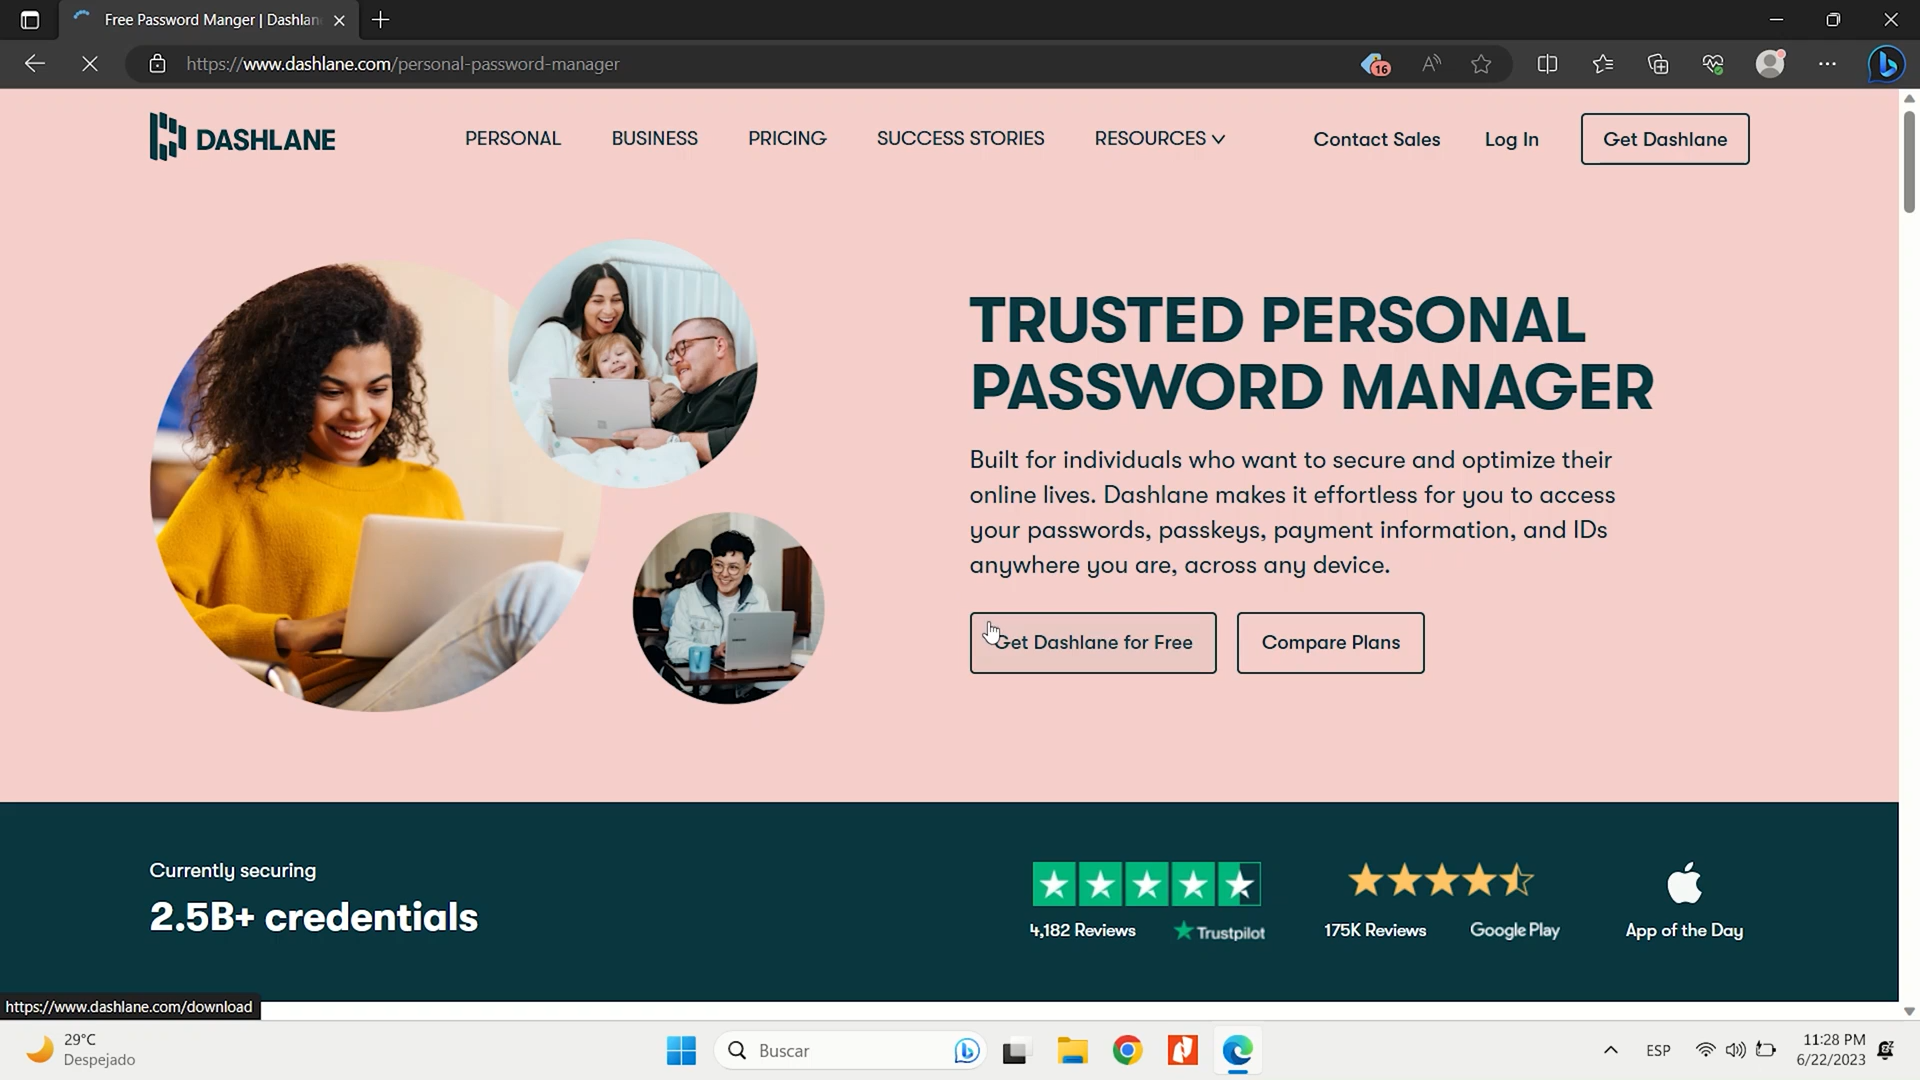 Free Password Manger | Dashlan
https://www.dashlane.com/personal-password-manager
16
DASHLANE
PERSONAL
BUSINESS
PRICING
SUCCESS STORIES
RESOURCES
Contact Sales
Log In
Get Dashlane
TRUSTED PERSONAL
PASSWORD MANAGER
Built for individuals who want to secure and optimize their
online lives. Dashlane makes it effortless for you to access
your passwords, passkeys, payment information, and IDs
anywhere you are, across any device.
Get Dashlane for Free
Compare Plans
Currently securing
2.5B+ credentials
4,182 Reviews
Trustpilot
175K Reviews
Google Play
App of the Day
https://www.dashlane.com/download
29°C
Despejado
Buscar
ESP
11:28 PM
6/22/2023